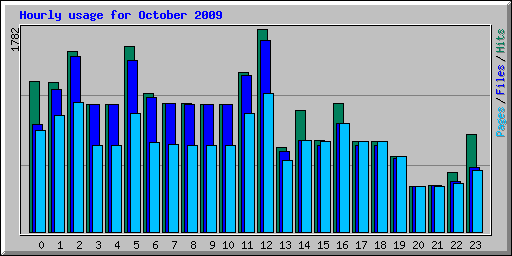 Hourly usage for October 2009
1782
Pages/Files/Hits
0 1 2 3 4 5 6 7 8 9 10 11 12 13 14 15 16 17 18 19 20 21 22 23